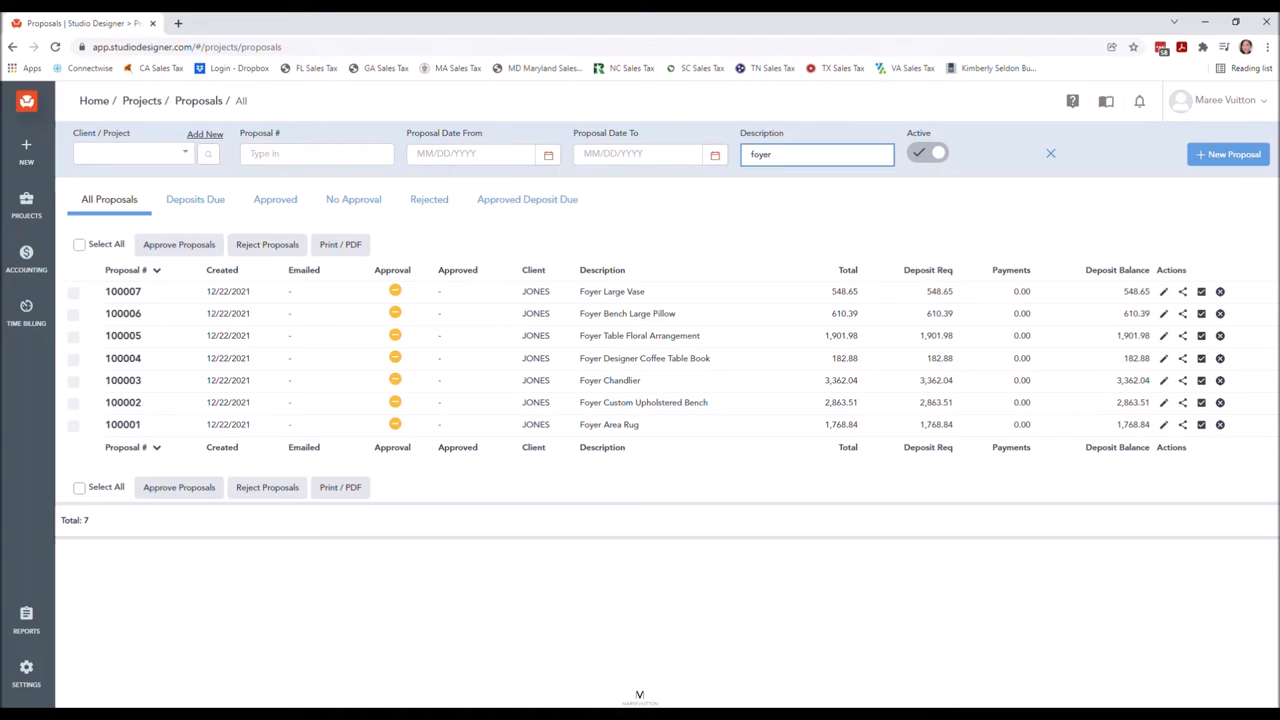 Proposals | Studio Designer > Pr
app.studiodesigner.com/#/projects/proposals
58
Apps Connectwise CA Sales Tax Login - Dropbox FL Sales Tax GA Sales Tax MA Sales Tax MD Maryland Sales... NC Sales Tax SC Sales Tax TN Sales Tax TX Sales Tax VA Sales Tax Kimberly Seldon Bu... Reading list
Home / Projects / Proposals / All
Maree Vuitton
Client / Project Add New Proposal # Proposal Date From Proposal Date To Description Active
Type in MM/DD/YYYY MM/DD/YYYY foyer + New Proposal
NEW
PROJECTS
ACCOUNTING
TIME BILLING
REPORTS
SETTINGS
All Proposals Deposits Due Approved No Approval Rejected Approved Deposit Due
Select All Approve Proposals Reject Proposals Print / PDF
Proposal # Created Emailed Approval Approved Client Description Total Deposit Req Payments Deposit Balance Actions
100007 12/22/2021 - - JONES Foyer Large Vase 548.65 548.65 0.00 548.65
100006 12/22/2021 - - JONES Foyer Bench Large Pillow 610.39 610.39 0.00 610.39
100005 12/22/2021 - - JONES Foyer Table Floral Arrangement 1,901.98 1,901.98 0.00 1,901.98
100004 12/22/2021 - - JONES Foyer Designer Coffee Table Book 182.88 182.88 0.00 182.88
100003 12/22/2021 - - JONES Foyer Chandlier 3,362.04 3,362.04 0.00 3,362.04
100002 12/22/2021 - - JONES Foyer Custom Upholstered Bench 2,863.51 2,863.51 0.00 2,863.51
100001 12/22/2021 - - JONES Foyer Area Rug 1,768.84 1,768.84 0.00 1,768.84
Proposal # Created Emailed Approval Approved Client Description Total Deposit Req Payments Deposit Balance Actions
Select All Approve Proposals Reject Proposals Print / PDF
Total: 7
M
MAREEVUITTON